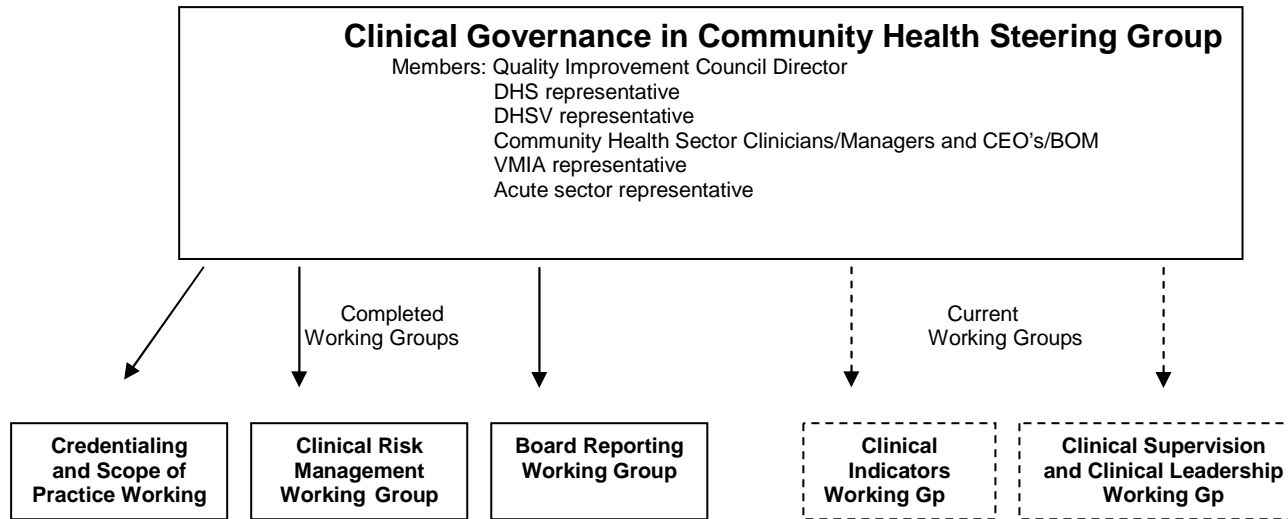 Clinical Governance in Community Health Steering Group
Members: Quality Improvement Council Director
DHS representative
DHSV representative
Community Health Sector Clinicians/Managers and CEO's/BOM
VMIA representative
Acute sector representative
Completed
Working Groups
Current
Working Groups
Credentialing
and Scope of
Practice Working
Clinical Risk
Management
Working Group
Board Reporting
Working Group
Clinical
Indicators
Working Gp
Clinical Supervision
and Clinical Leadership
Working Gp